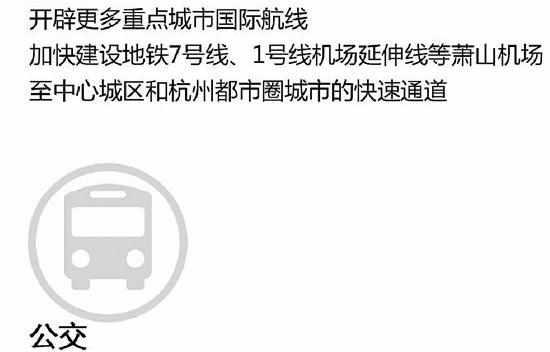 开辟更多重点城市国际航线
加快建设地铁7号线、1号线机场延伸线等萧山机场
至中心城区和杭州都市圈城市的快速通道
公交